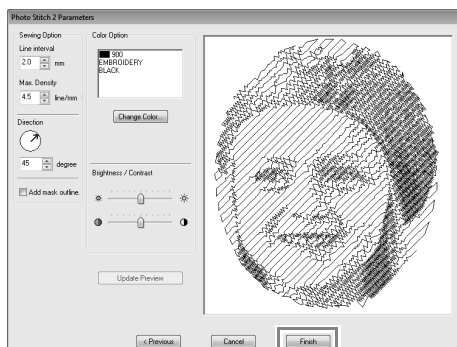 Photo Stitch 2 Parameters
Sewing Option
Line interval
2.0 mm
Max. Density
4.5 line/mm
Direction
45 degree
Add mask outline.
Color Option
900
EMBROIDERY
BLACK
Change Color...
Brightness / Contrast
Update Preview
< Previous
Cancel
Finish